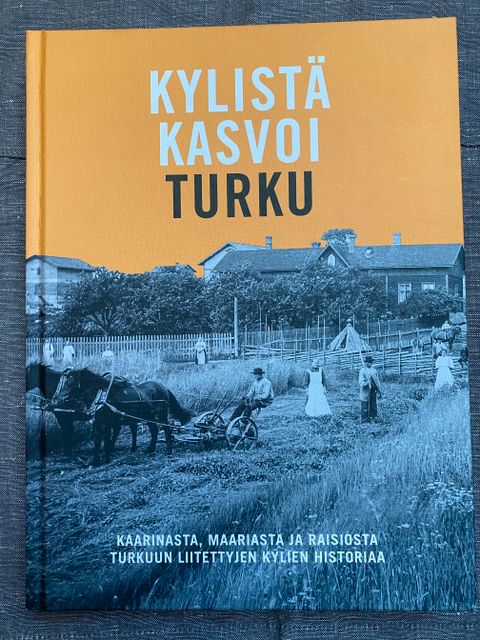 KYLISTÄ
KASVOI
TURKU
KAARINASTA, MAARIASTA JA RAISIOSTA
TURKUUN LIITETTYJEN KYLIEN HISTORIAA